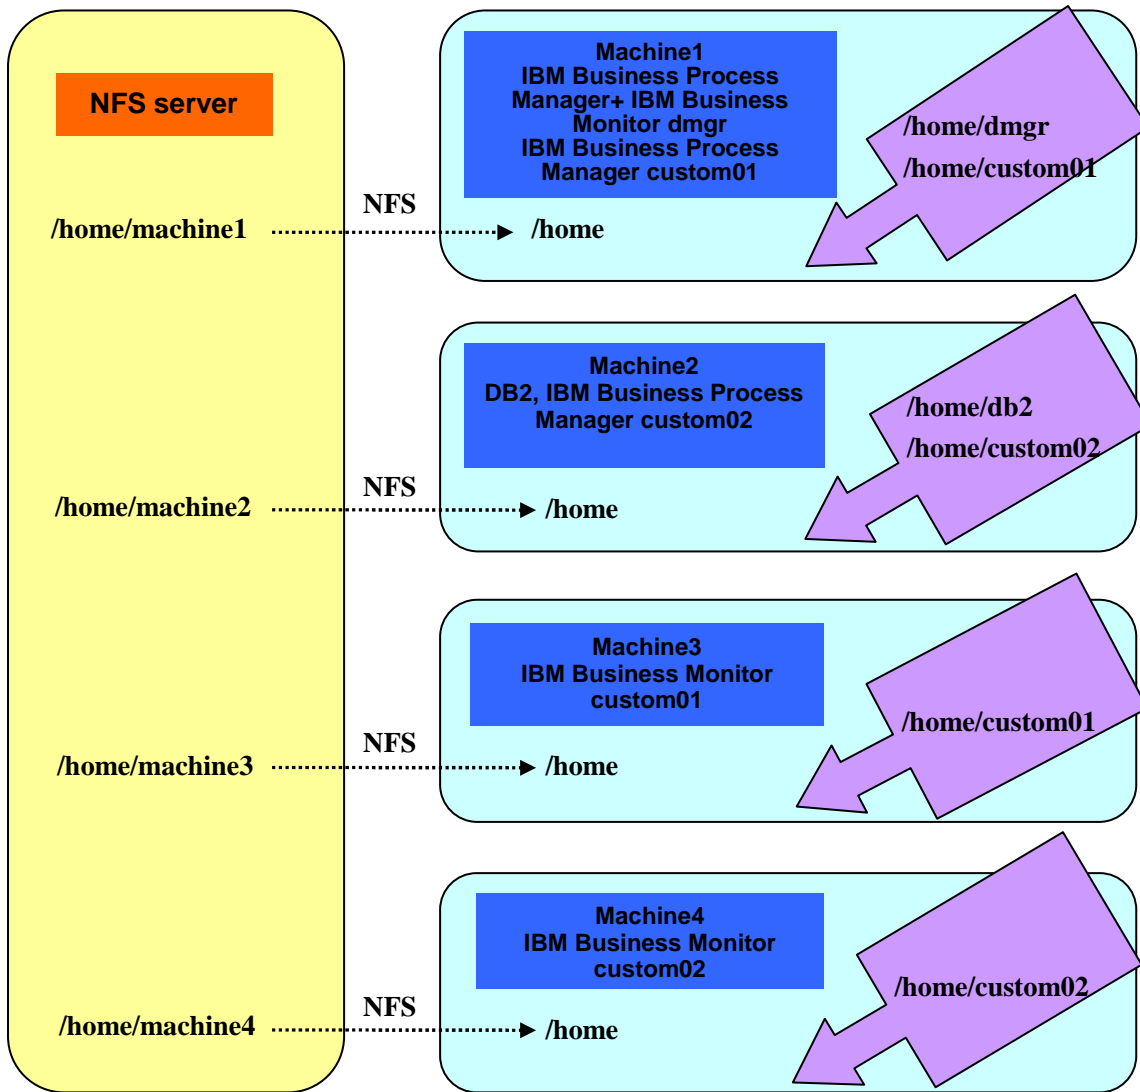 NFS server
/home/machine1
/home/machine2
/home/machine3
/home/machine4
NFS
NFS
NFS
NFS
Machine1
IBM Business Process
Manager+ IBM Business
Monitor dmgr
IBM Business Process
Manager custom01
/home
/home/dmgr
/home/custom01
Machine2
DB2, IBM Business Process
Manager custom02
/home
/home/db2
/home/custom02
Machine3
IBM Business Monitor
custom01
/home
/home/custom01
Machine4
IBM Business Monitor
custom02
/home
/home/custom02